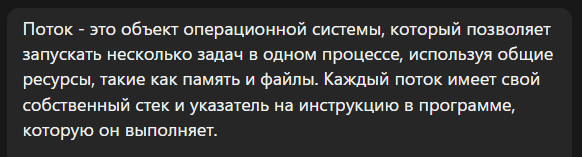 Поток - это объект операционной системы, который позволяет
запускать несколько задач в одном процессе, используя общие
ресурсы, такие как память и файлы. Каждый поток имеет свой
собственный стек и указатель на инструкцию в программе,
которую он выполняет.